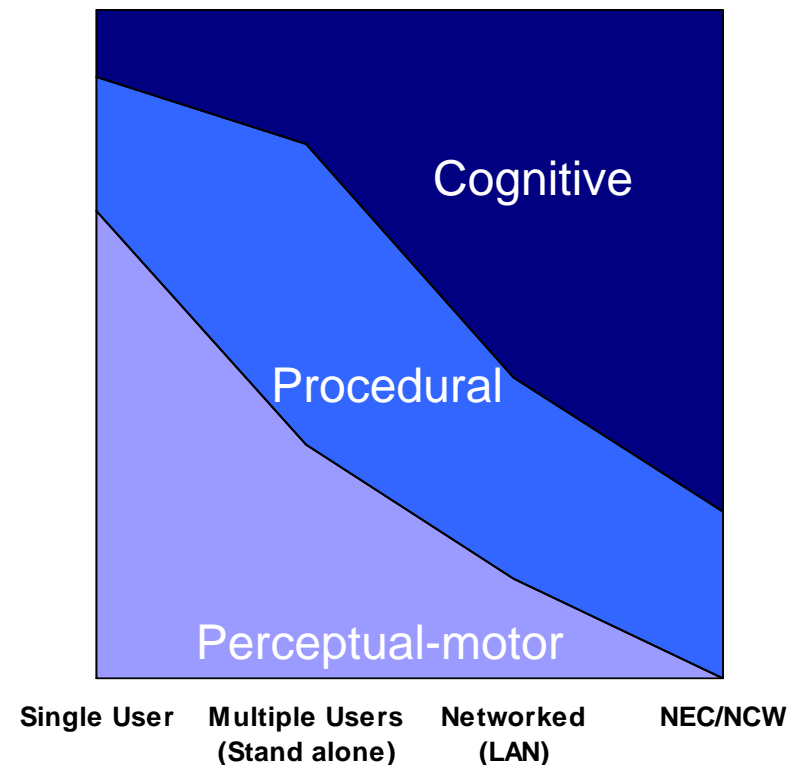 Cognitive
Procedural
Perceptual-motor
Single User
Multiple Users
(Stand alone)
Networked
(LAN)
NEC/NCW